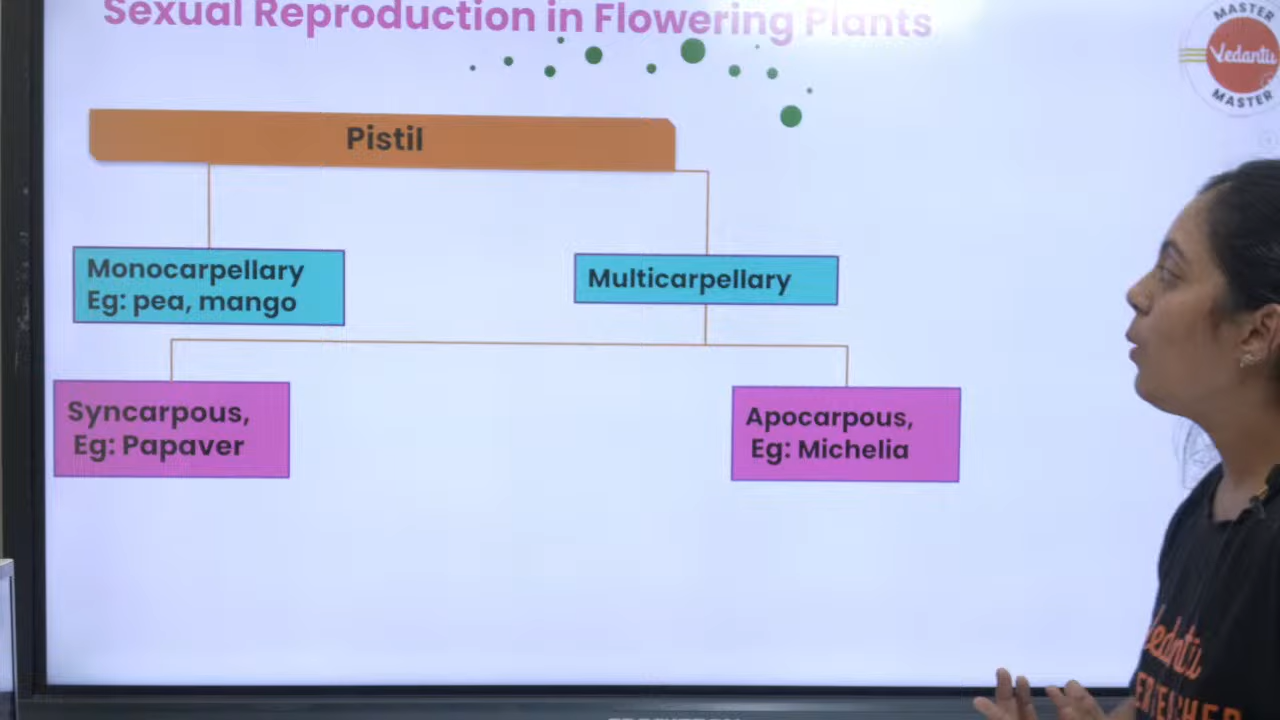 Sexual Reproduction in Flowering Plants
MASTER
Vedantu
MASTER
Pistil
Monocarpellary
Eg: pea, mango
Multicarpellary
Syncarpous,
Eg: Papaver
Apocarpous,
Eg: Michelia